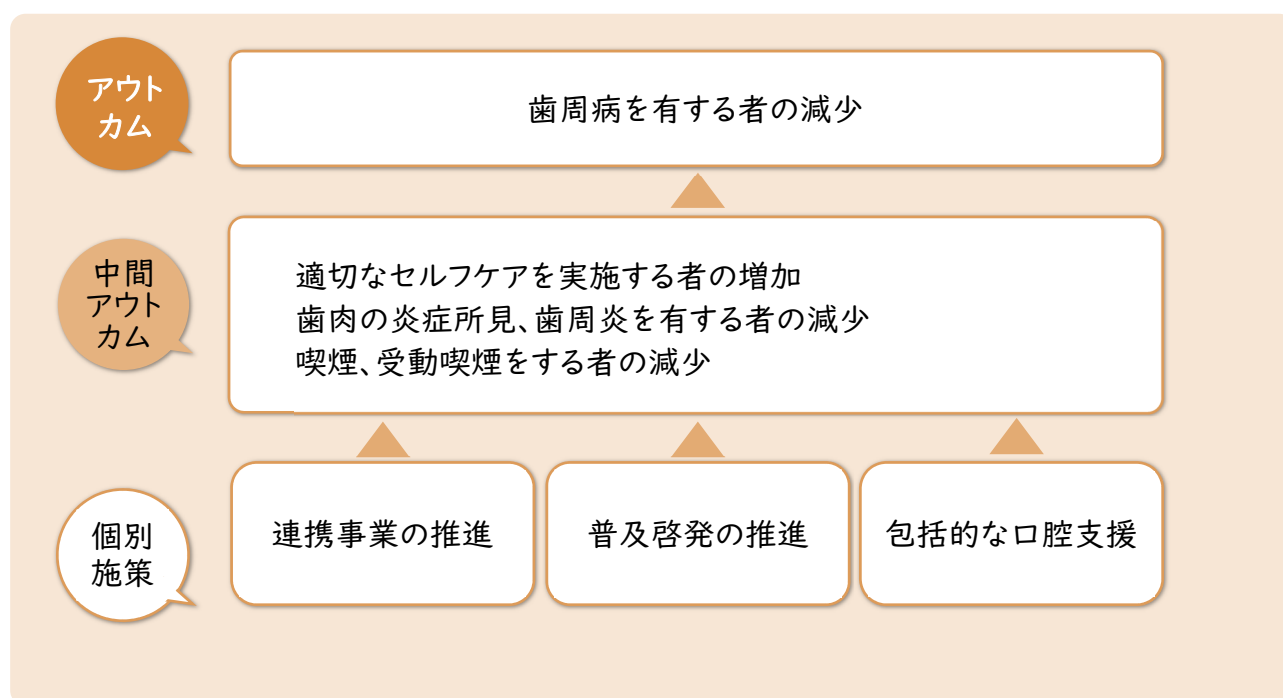 アウト
カム
歯周病を有する者の減少
中間
アウト
カム
適切なセルフケアを実施する者の増加
歯肉の炎症所見、歯周炎を有する者の減少
喫煙、受動喫煙をする者の減少
個別
施策
連携事業の推進
普及啓発の推進
包括的な口腔支援